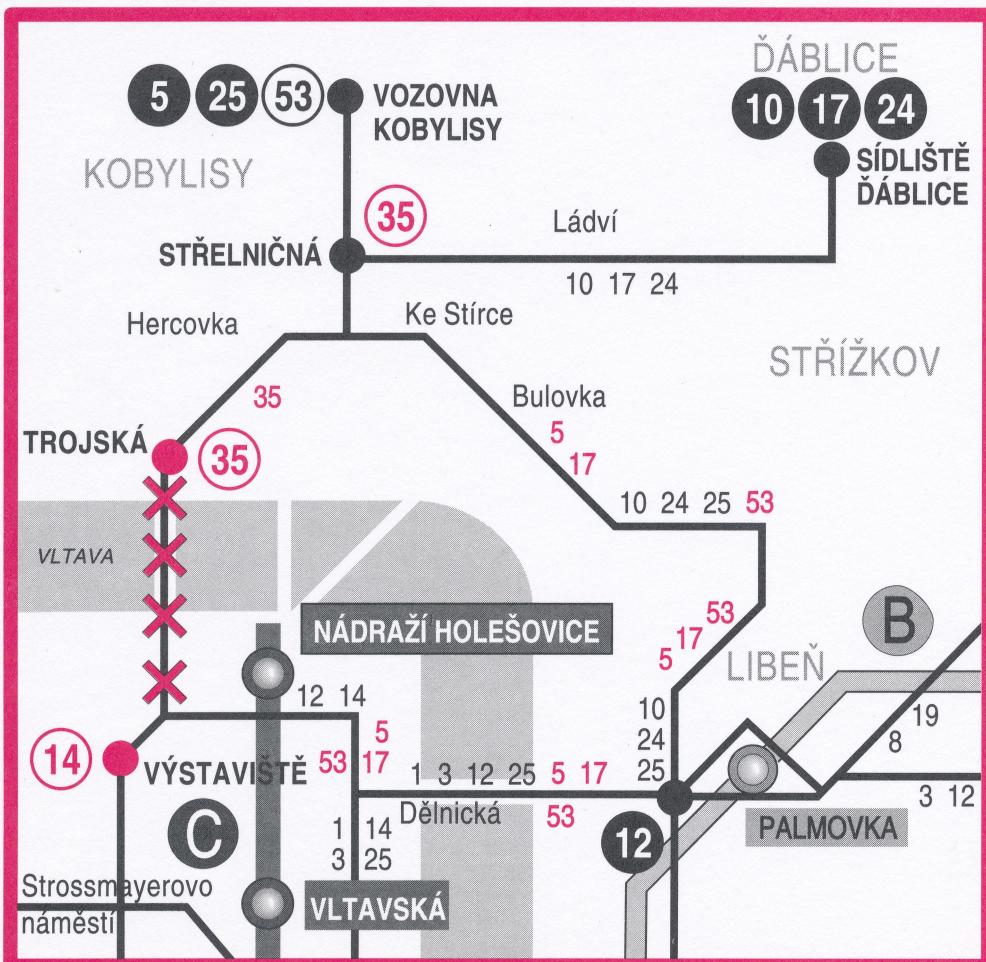 5 25 53 VOZOVNA
KOBYLISY
ĎÁBLICE
10 17 24
SÍDLIŠTĚ
ĎÁBLICE
KOBYLISY
35
STŘELNIČNÁ
Ládví
10 17 24
Hercovka
Ke Stírce
STŘÍŽKOV
35
Bulovka
5
17
TROJSKÁ
35
10 24 25 53
VLTAVA
NÁDRAŽÍ HOLEŠOVICE
B
53
17
5
LIBEŇ
12 14
10
24
25
19
8
5
53 17
14
VÝSTAVIŠTĚ
1 3 12 25 5 17
Dělnická
53
3 12
C
1 14
3 25
12
PALMOVKA
Strossmayerovo
náměstí
VLTAVSKÁ